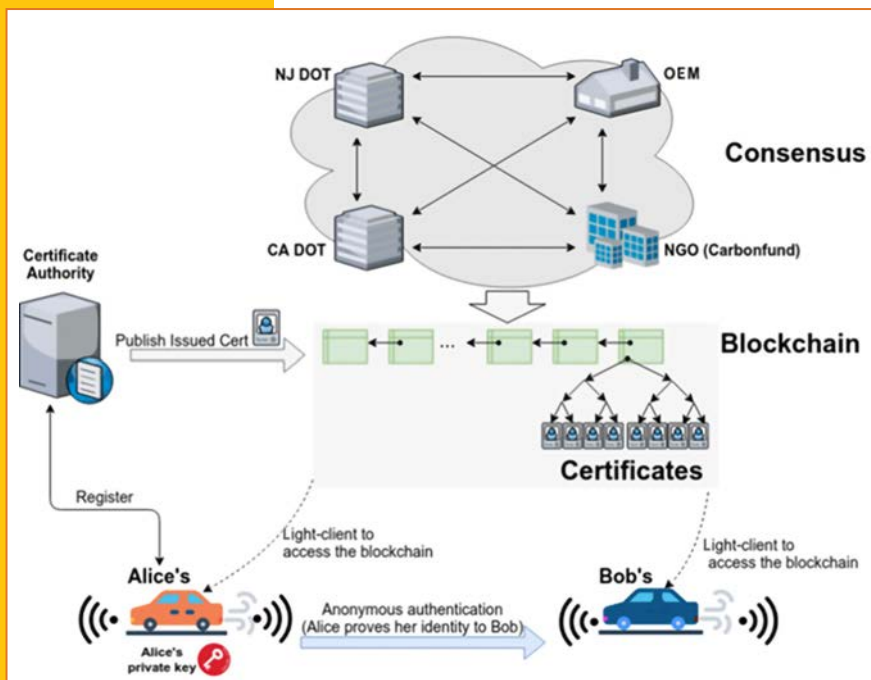 NJ DOT
OEM
Consensus
CA DOT
NGO (Carbonfund)
Certificate
Authority
Publish Issued Cert
...
Blockchain
Certificates
Register
Light-client to
access the blockchain
Light-client to
access the blockchain
Alice's
Bob's
Anonymous authentication
(Alice proves her identity to Bob)
Alice's
private key